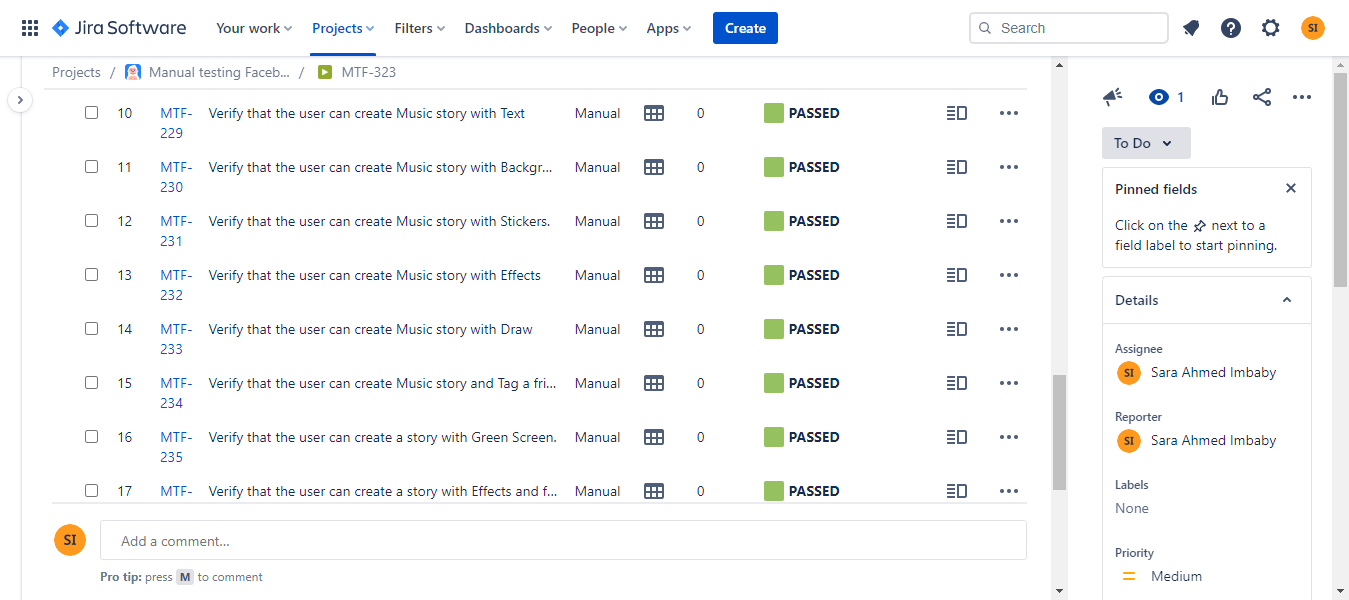 Jira Software Your work Projects Filters Dashboards People Apps Create Search SI
Projects / Manual testing Faceb... / MTF-323
10 MTF-229 Verify that the user can create Music story with Text Manual 0 PASSED
11 MTF-230 Verify that the user can create Music story with Backgr... Manual 0 PASSED
12 MTF-231 Verify that the user can create Music story with Stickers. Manual 0 PASSED
13 MTF-232 Verify that the user can create Music story with Effects Manual 0 PASSED
14 MTF-233 Verify that the user can create Music story with Draw Manual 0 PASSED
15 MTF-234 Verify that the user can create Music story and Tag a fri... Manual 0 PASSED
16 MTF-235 Verify that the user can create a story with Green Screen. Manual 0 PASSED
17 MTF- Verify that the user can create a story with Effects and f... Manual 0 PASSED
SI Add a comment...
Pro tip: press M to comment
1
To Do
Pinned fields
Click on the next to a
field label to start pinning.
Details
Assignee
SI Sara Ahmed Imbaby
Reporter
SI Sara Ahmed Imbaby
Labels
None
Priority
Medium